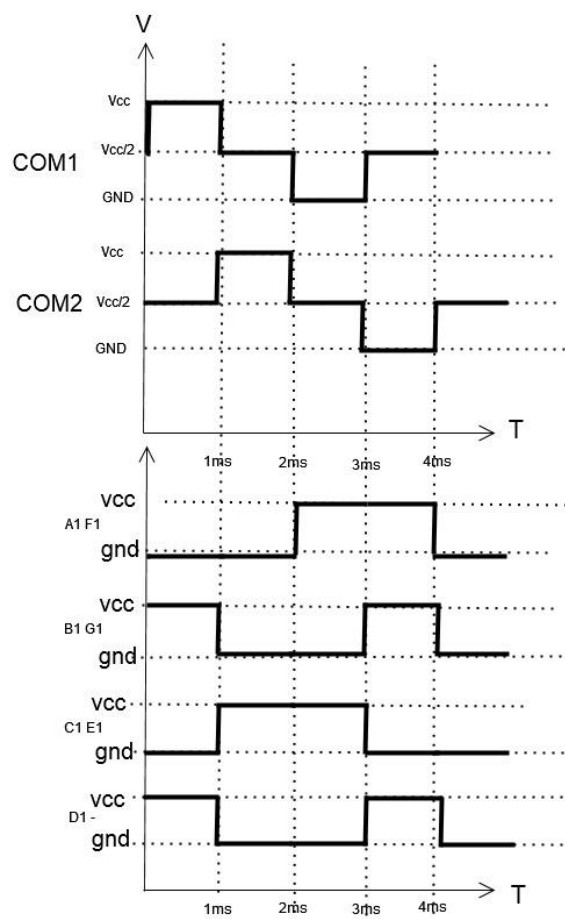 V
Vcc
COM1
Vcc/2
GND
Vcc
COM2
Vcc/2
GND
T
1ms 2ms 3ms 4ms
vcc
A1 F1
gnd
vcc
B1 G1
gnd
vcc
C1 E1
gnd
vcc
D1 -
gnd
T
1ms 2ms 3ms 4ms